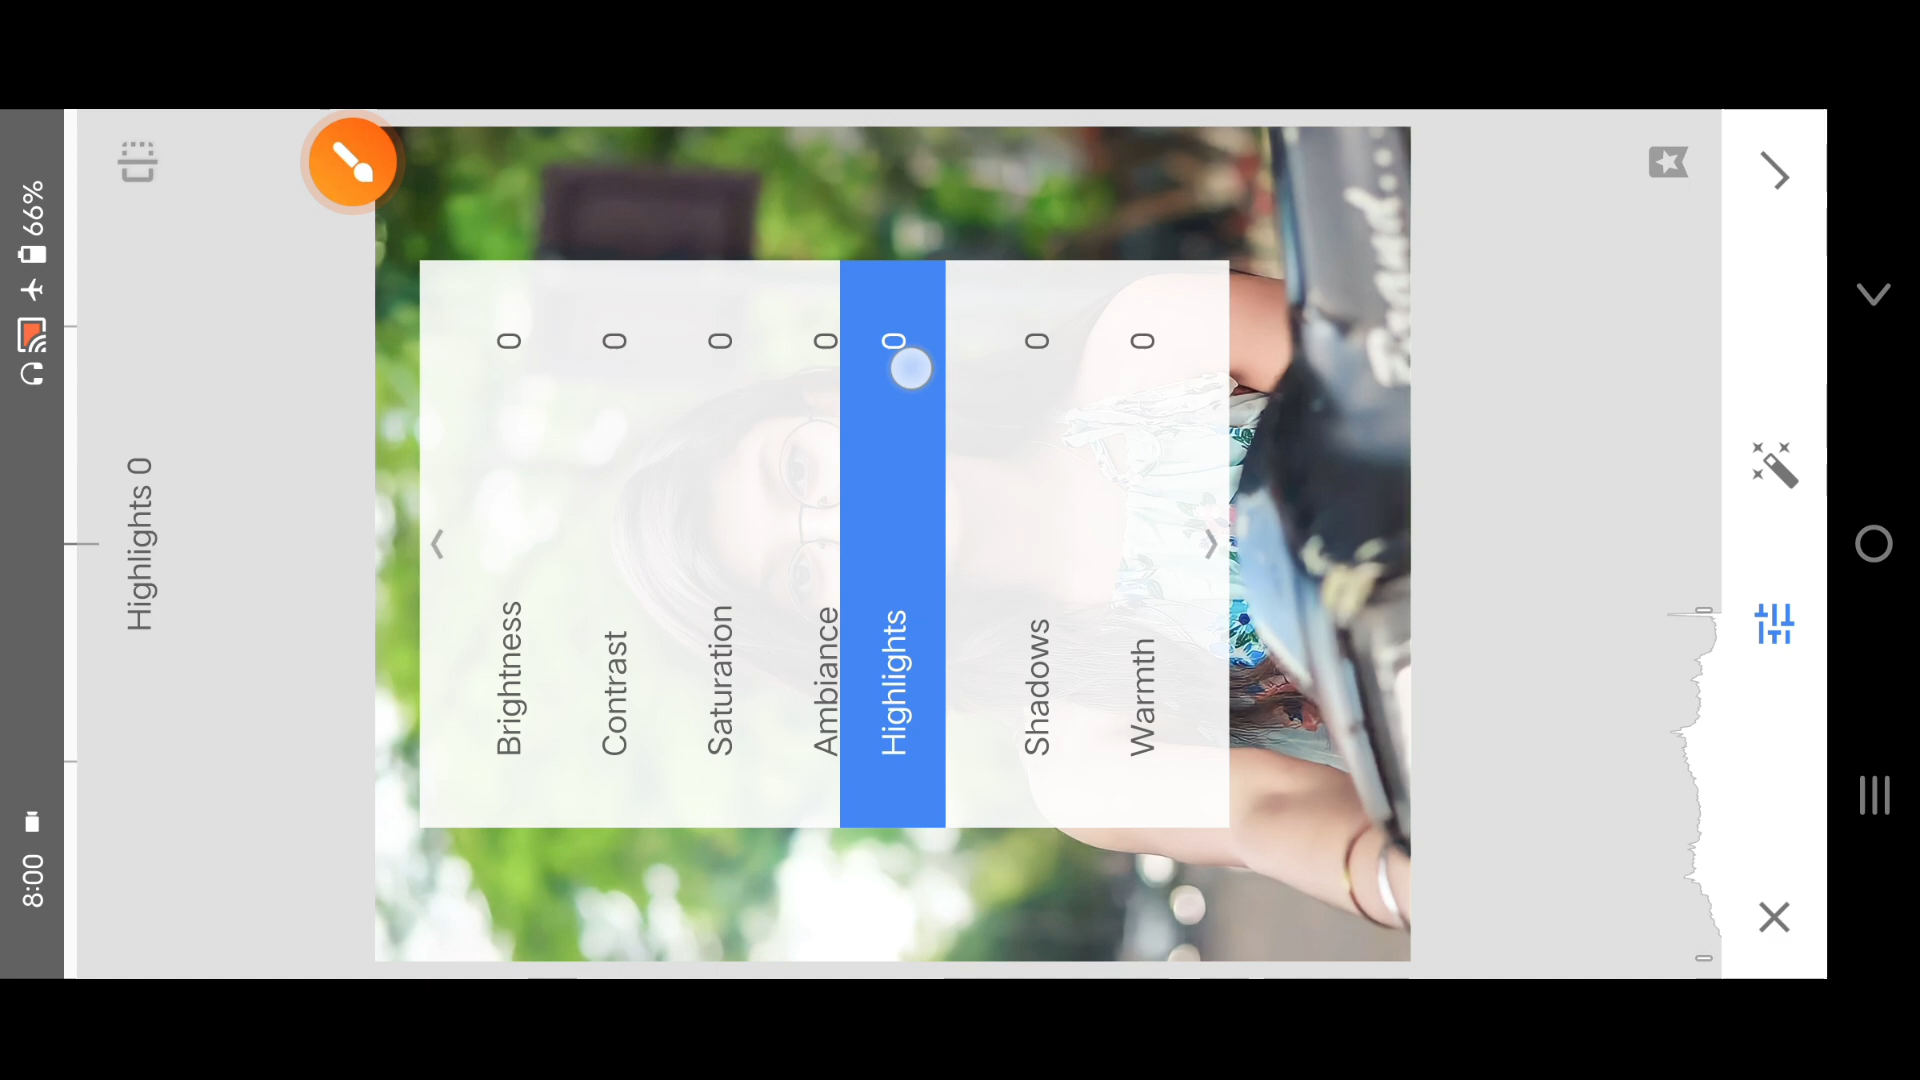 8:00
66%
Highlights 0
Brightness 0
Contrast 0
Saturation 0
Ambiance 0
Highlights 0
Shadows 0
Warmth 0